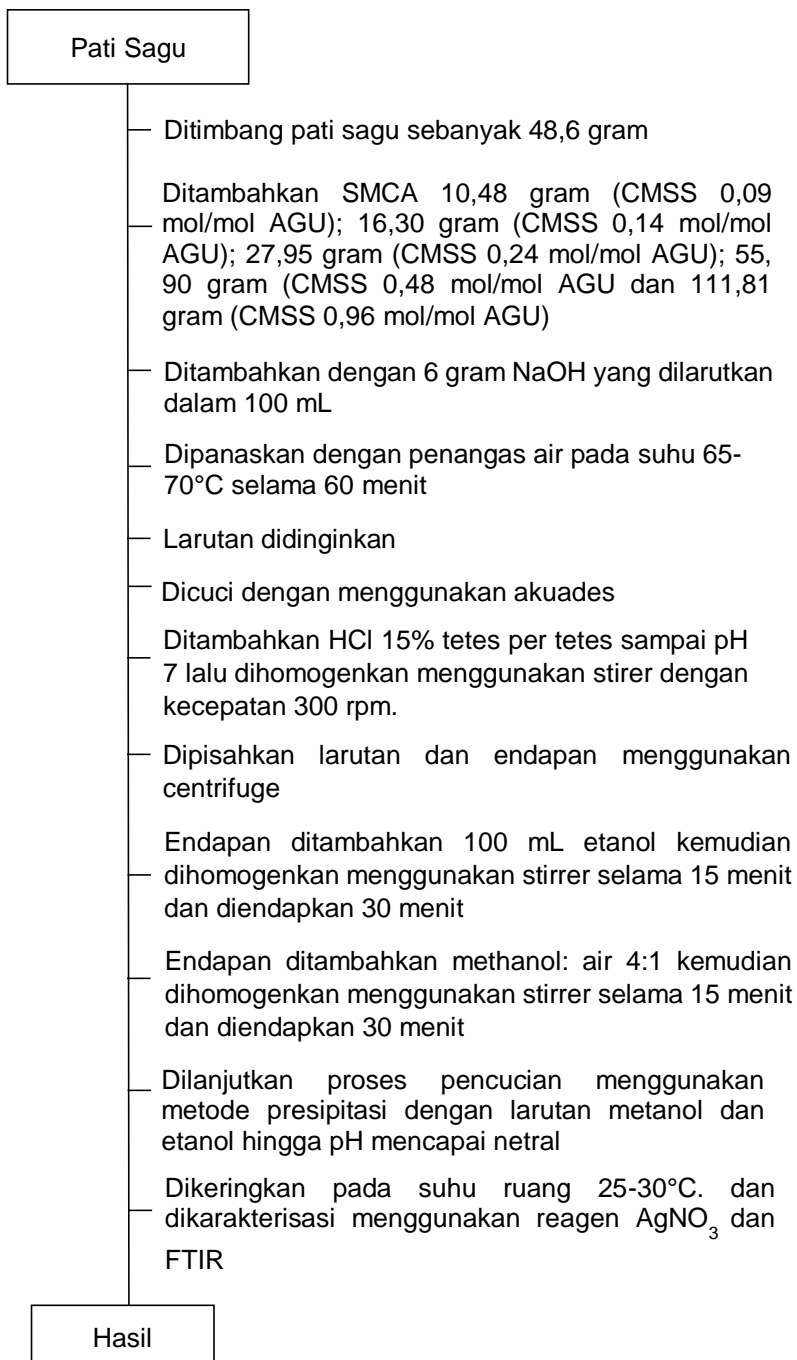 Pati Sagu
Ditimbang pati sagu sebanyak 48,6 gram
Ditambahkan SMCA 10,48 gram (CMSS 0,09
mol/mol AGU); 16,30 gram (CMSS 0,14 mol/mol
AGU); 27,95 gram (CMSS 0,24 mol/mol AGU); 55,
90 gram (CMSS 0,48 mol/mol AGU dan 111,81
gram (CMSS 0,96 mol/mol AGU)
Ditambahkan dengan 6 gram NaOH yang dilarutkan
dalam 100 mL
Dipanaskan dengan penangas air pada suhu 65-
70°C selama 60 menit
Larutan didinginkan
Dicuci dengan menggunakan akuades
Ditambahkan HCl 15% tetes per tetes sampai pH
7 lalu dihomogenkan menggunakan stirer dengan
kecepatan 300 rpm.
Dipisahkan larutan dan endapan menggunakan
centrifuge
Endapan ditambahkan 100 mL etanol kemudian
dihomogenkan menggunakan stirrer selama 15 menit
dan diendapkan 30 menit
Endapan ditambahkan methanol: air 4:1 kemudian
dihomogenkan menggunakan stirrer selama 15 menit
dan diendapkan 30 menit
Dilanjutkan proses pencucian menggunakan
metode presipitasi dengan larutan metanol dan
etanol hingga pH mencapai netral
Dikeringkan pada suhu ruang 25-30°C. dan
dikarakterisasi menggunakan reagen AgNO₃ dan
FTIR
Hasil